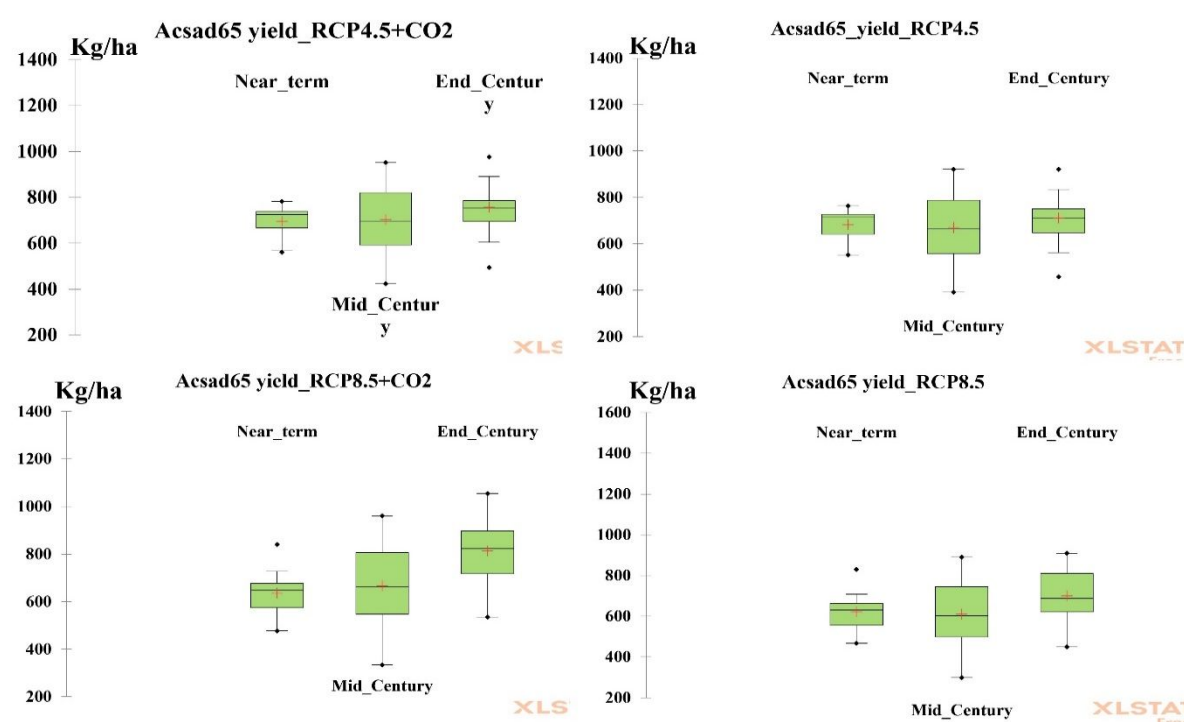 Acsad65 yield_RCP4.5+CO2
Kg/ha
1400
1200
1000
800
600
400
200
Near_term
End_Centur
y
Mid_Centur
y
XLS
Acsad65_yield_RCP4.5
Kg/ha
1400
1200
1000
800
600
400
200
Near_term
End_Century
Mid_Century
XLSTAT
Acsad65 yield_RCP8.5+CO2
Kg/ha
1400
1200
1000
800
600
400
200
Near_term
End_Century
Mid_Century
XLS
Acsad65 yield_RCP8.5
Kg/ha
1600
1400
1200
1000
800
600
400
200
Near_term
End_Century
Mid_Century
XLSTA